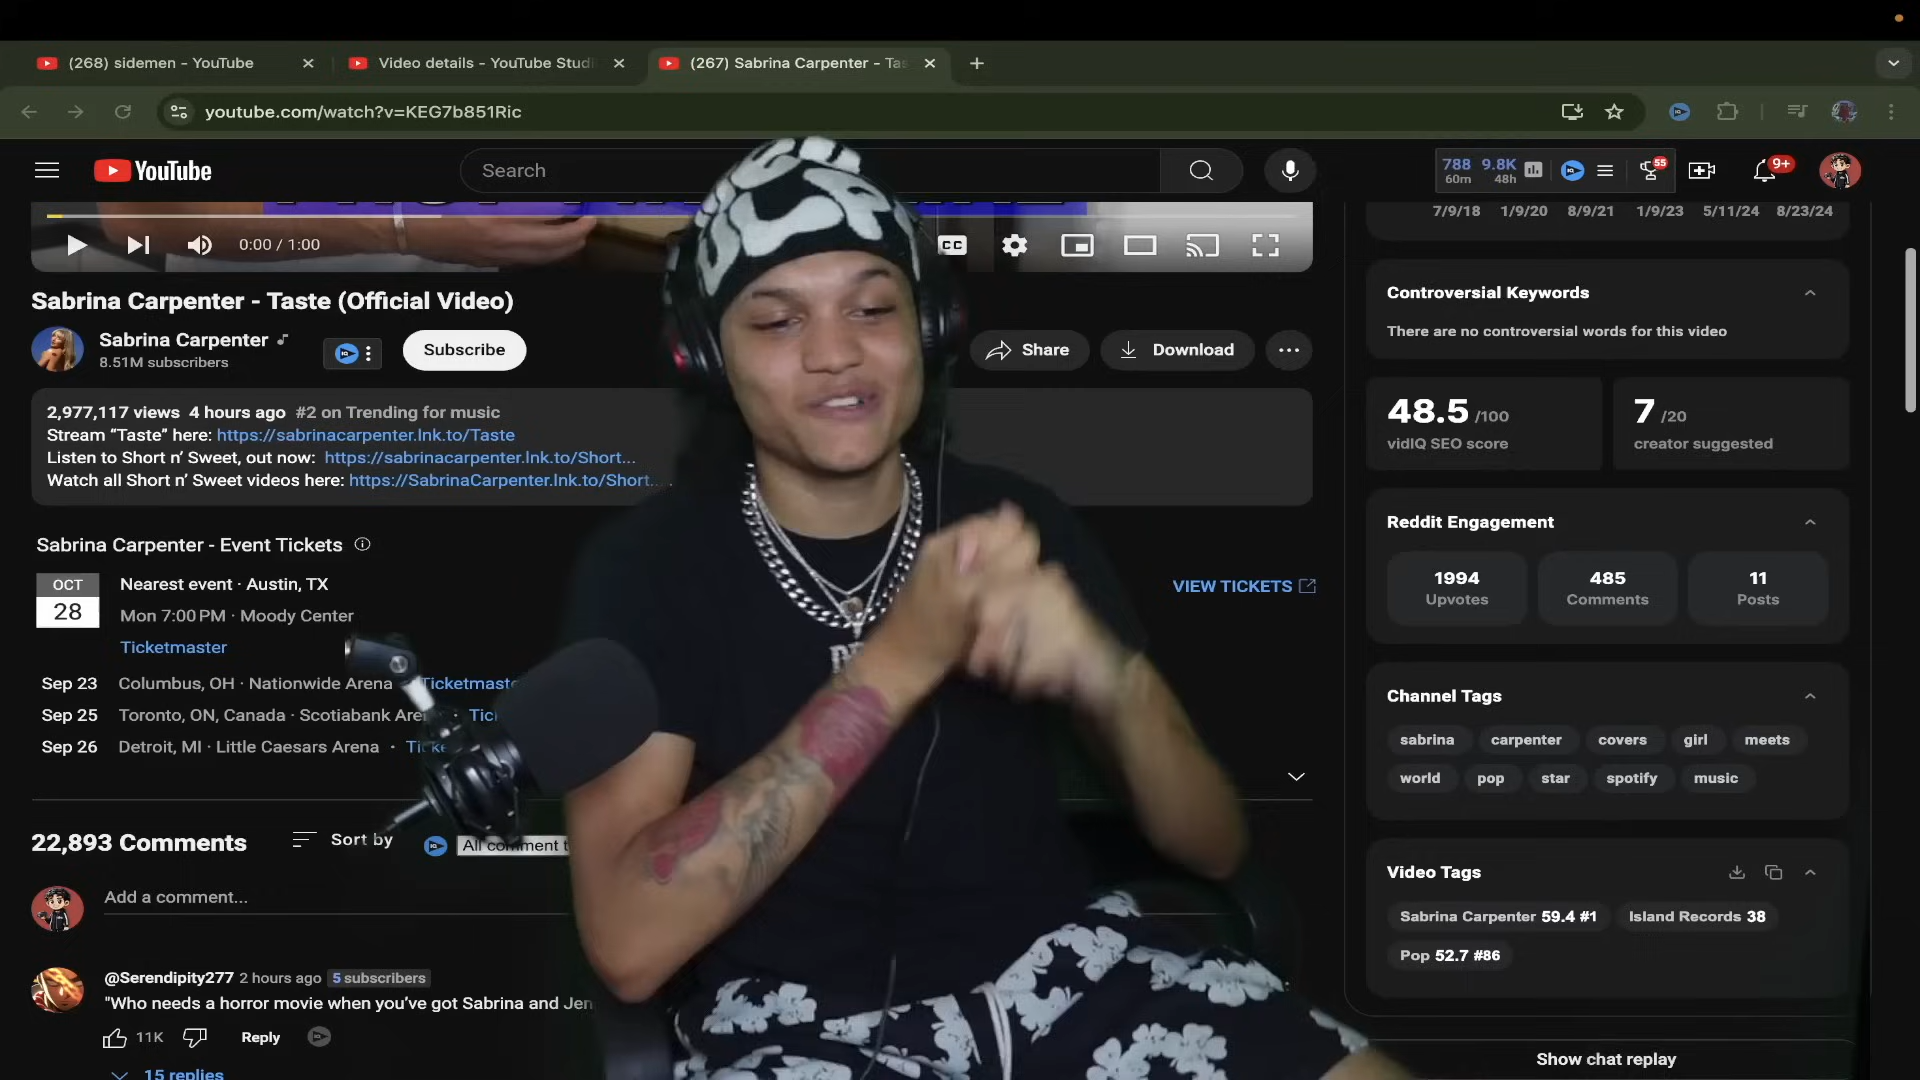 (268) sidemen - YouTube
Video details - YouTube Studi
(267) Sabrina Carpenter - Tas
youtube.com/watch?v=KEG7b851Ric
YouTube
Search
788 60m
9.8K 48h
55
9+
0:00 / 1:00
CC
7/9/18 1/9/20 8/9/21 1/9/23 5/11/24 8/23/24
Sabrina Carpenter - Taste (Official Video)
Sabrina Carpenter
8.51M subscribers
Subscribe
Share
Download
2,977,117 views 4 hours ago #2 on Trending for music
Stream “Taste” here: https://sabrinacarpenter.lnk.to/Taste
Listen to Short n’ Sweet, out now: https://sabrinacarpenter.lnk.to/Short...
Watch all Short n’ Sweet videos here: https://SabrinaCarpenter.lnk.to/Short...
Sabrina Carpenter - Event Tickets
OCT
28
Nearest event · Austin, TX
Mon 7:00 PM · Moody Center
Ticketmaster
VIEW TICKETS
Sep 23 Columbus, OH · Nationwide Arena Ticketmaste
Sep 25 Toronto, ON, Canada · Scotiabank Are
Sep 26 Detroit, MI · Little Caesars Arena ·
22,893 Comments
Sort by
All comment t
Add a comment...
@Serendipity277 2 hours ago 5 subscribers
"Who needs a horror movie when you’ve got Sabrina and Jen
11K
Reply
15 replies
Controversial Keywords
There are no controversial words for this video
48.5 /100
vidIQ SEO score
7 /20
creator suggested
Reddit Engagement
1994
Upvotes
485
Comments
11
Posts
Channel Tags
sabrina carpenter covers girl meets
world pop star spotify music
Video Tags
Sabrina Carpenter 59.4 #1
Island Records 38
Pop 52.7 #86
Show chat replay